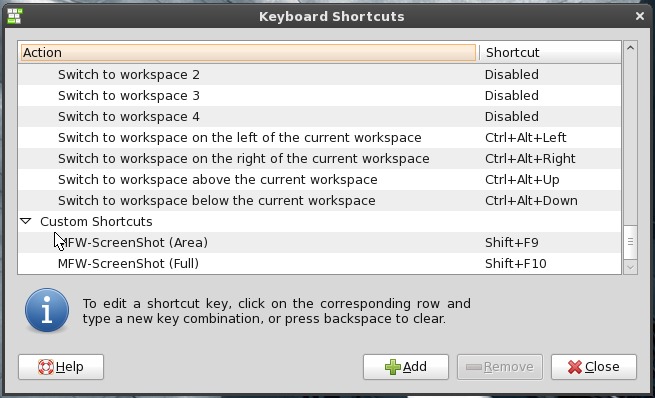 Keyboard Shortcuts
Action Shortcut
Switch to workspace 2 Disabled
Switch to workspace 3 Disabled
Switch to workspace 4 Disabled
Switch to workspace on the left of the current workspace Ctrl+Alt+Left
Switch to workspace on the right of the current workspace Ctrl+Alt+Right
Switch to workspace above the current workspace Ctrl+Alt+Up
Switch to workspace below the current workspace Ctrl+Alt+Down
Custom Shortcuts
MFW-ScreenShot (Area) Shift+F9
MFW-ScreenShot (Full) Shift+F10
To edit a shortcut key, click on the corresponding row and
type a new key combination, or press backspace to clear.
Help Add Remove Close